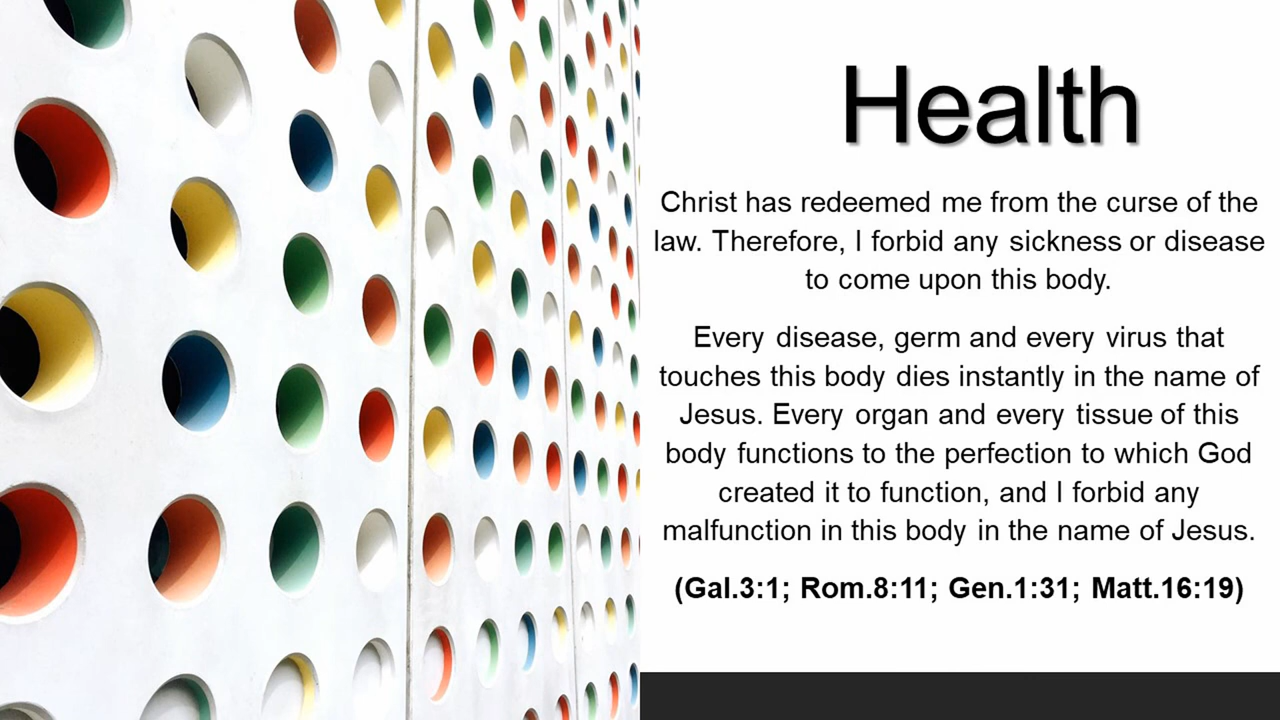 Health
Christ has redeemed me from the curse of the
law. Therefore, I forbid any sickness or disease
to come upon this body.
Every disease, germ and every virus that
touches this body dies instantly in the name of
Jesus. Every organ and every tissue of this
body functions to the perfection to which God
created it to function, and I forbid any
malfunction in this body in the name of Jesus.
(Gal.3:1; Rom.8:11; Gen.1:31; Matt.16:19)